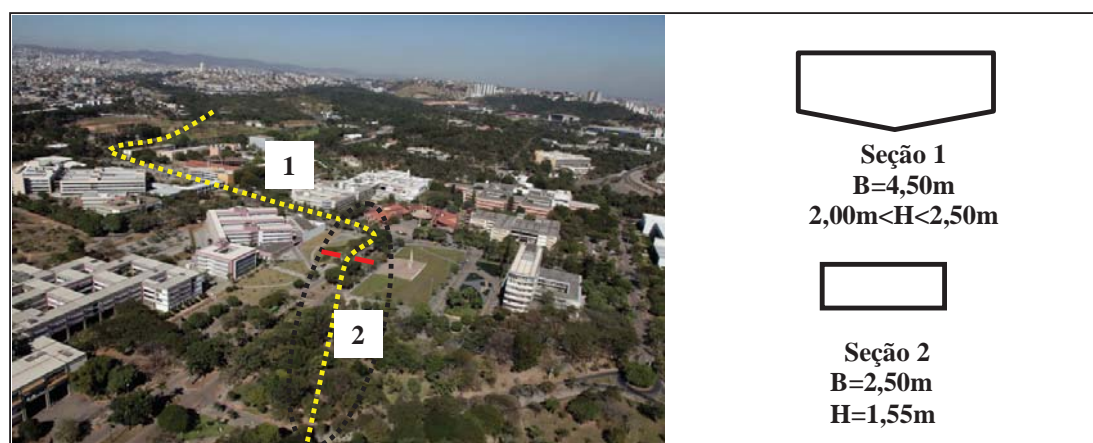 1
2
Seção 1
B=4,50m
2,00m<H<2,50m
Seção 2
B=2,50m
H=1,55m